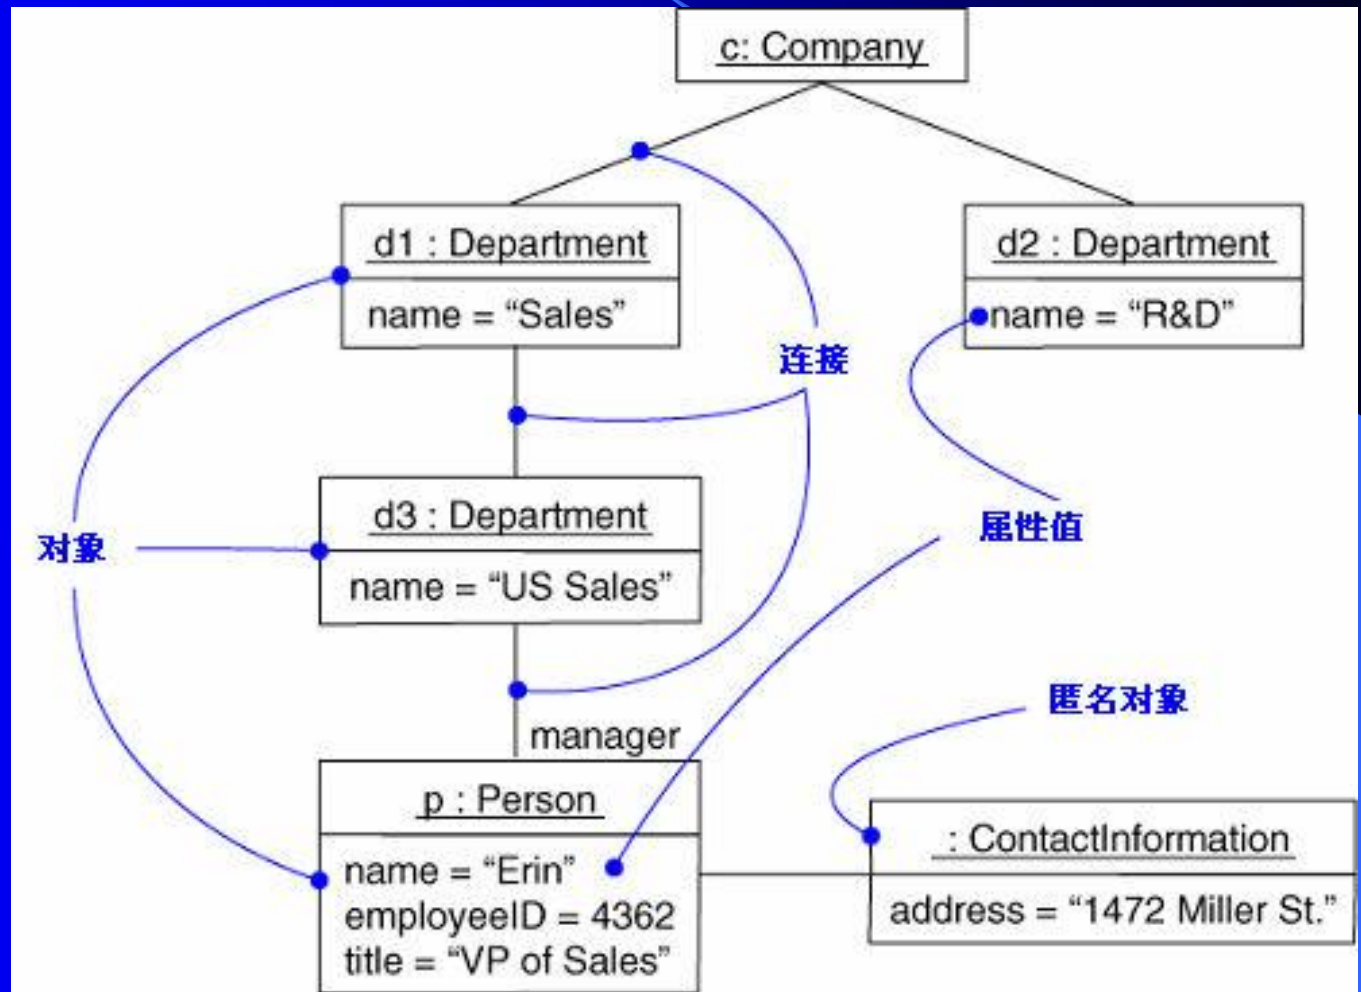 c: Company
d1 : Department
name = “Sales”
d2 : Department
name = “R&D”
连接
d3 : Department
name = “US Sales”
对象
属性值
匿名对象
manager
p : Person
name = “Erin”
employeeID = 4362
title = “VP of Sales”
: ContactInformation
address = “1472 Miller St.”